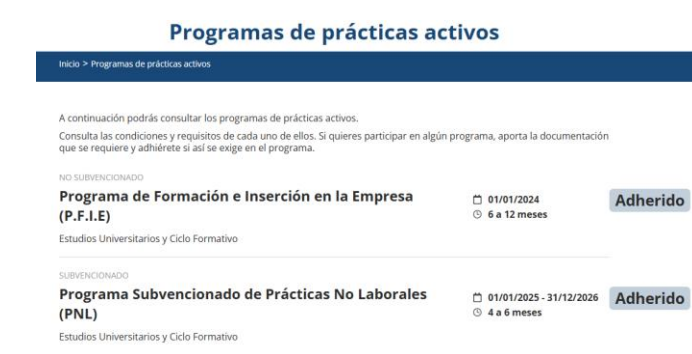 Programas de prácticas activos
Inicio > Programas de prácticas activos
A continuación podrás consultar los programas de prácticas activos.
Consulta las condiciones y requisitos de cada uno de ellos. Si quieres participar en algún programa, aporta la documentación
que se requiere y adhiérete si así se exige en el programa.
NO SUBVENCIONADO
Programa de Formación e Inserción en la Empresa
(P.F.I.E)
01/01/2024
6 a 12 meses
Adherido
Estudios Universitarios y Ciclo Formativo
SUBVENCIONADO
Programa Subvencionado de Prácticas No Laborales
(PNL)
01/01/2025 - 31/12/2026
4 a 6 meses
Adherido
Estudios Universitarios y Ciclo Formativo